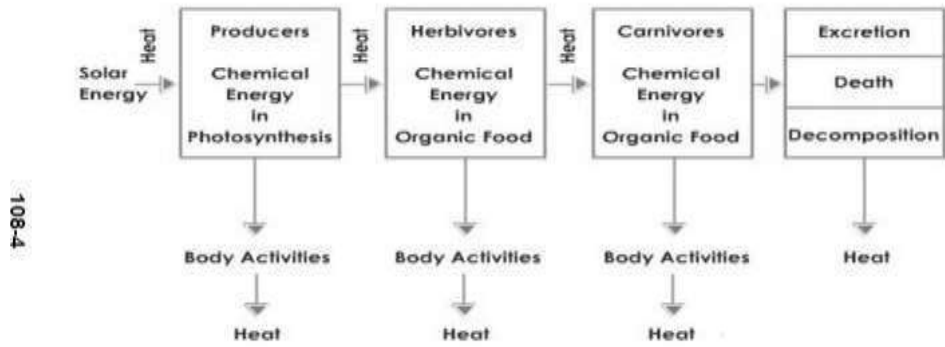 Heat
Solar
Energy
Producers
Chemical
Energy
in
Photosynthesis
Heat
Herbivores
Chemical
Energy
in
Organic Food
Heat
Carnivores
Chemical
Energy
in
Organic Food
Excretion
Death
Decomposition
Body Activities
Body Activities
Body Activities
Heat
Heat
Heat
Heat
108-4